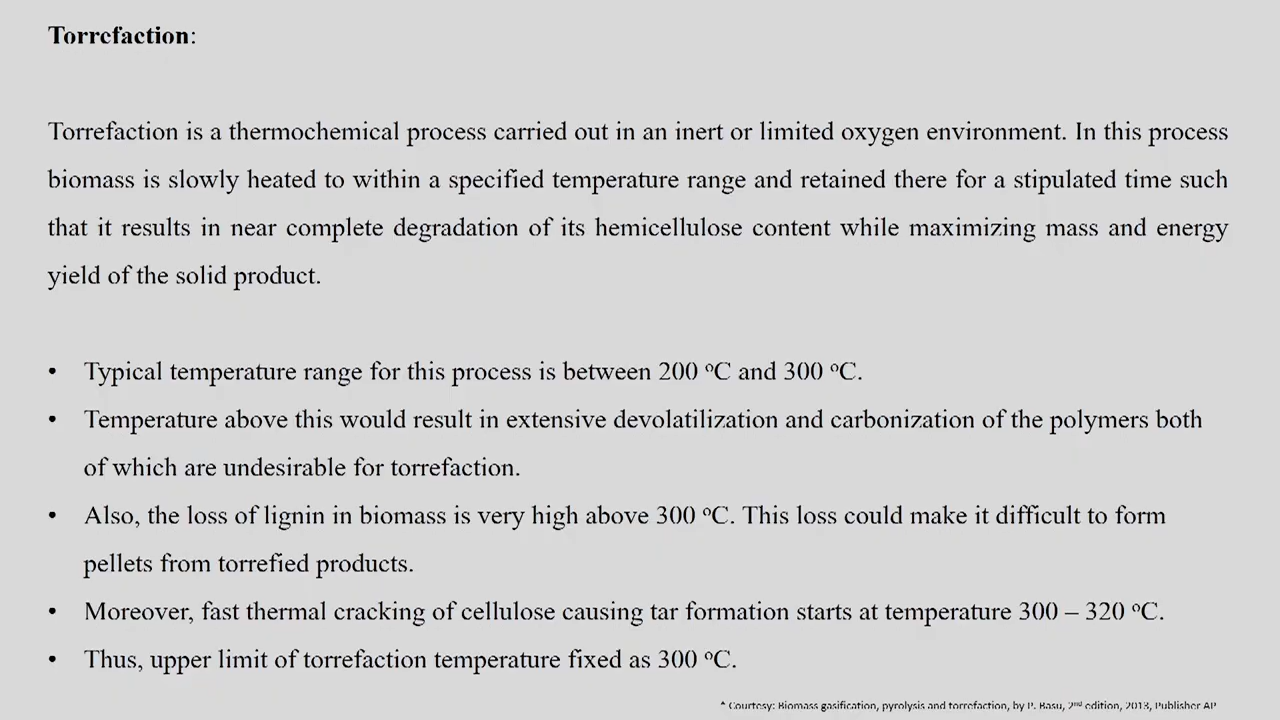 Torrefaction:
Torrefaction is a thermochemical process carried out in an inert or limited oxygen environment. In this process
biomass is slowly heated to within a specified temperature range and retained there for a stipulated time such
that it results in near complete degradation of its hemicellulose content while maximizing mass and energy
yield of the solid product.
• Typical temperature range for this process is between 200 ºC and 300 ºC.
• Temperature above this would result in extensive devolatilization and carbonization of the polymers both
of which are undesirable for torrefaction.
• Also, the loss of lignin in biomass is very high above 300 ºC. This loss could make it difficult to form
pellets from torrefied products.
• Moreover, fast thermal cracking of cellulose causing tar formation starts at temperature 300 – 320 ºC.
• Thus, upper limit of torrefaction temperature fixed as 300 ºC.
* Courtesy: Biomass gasification, pyrolysis and torrefaction, by P. Basu, 2nd edition, 2013, Publisher AP